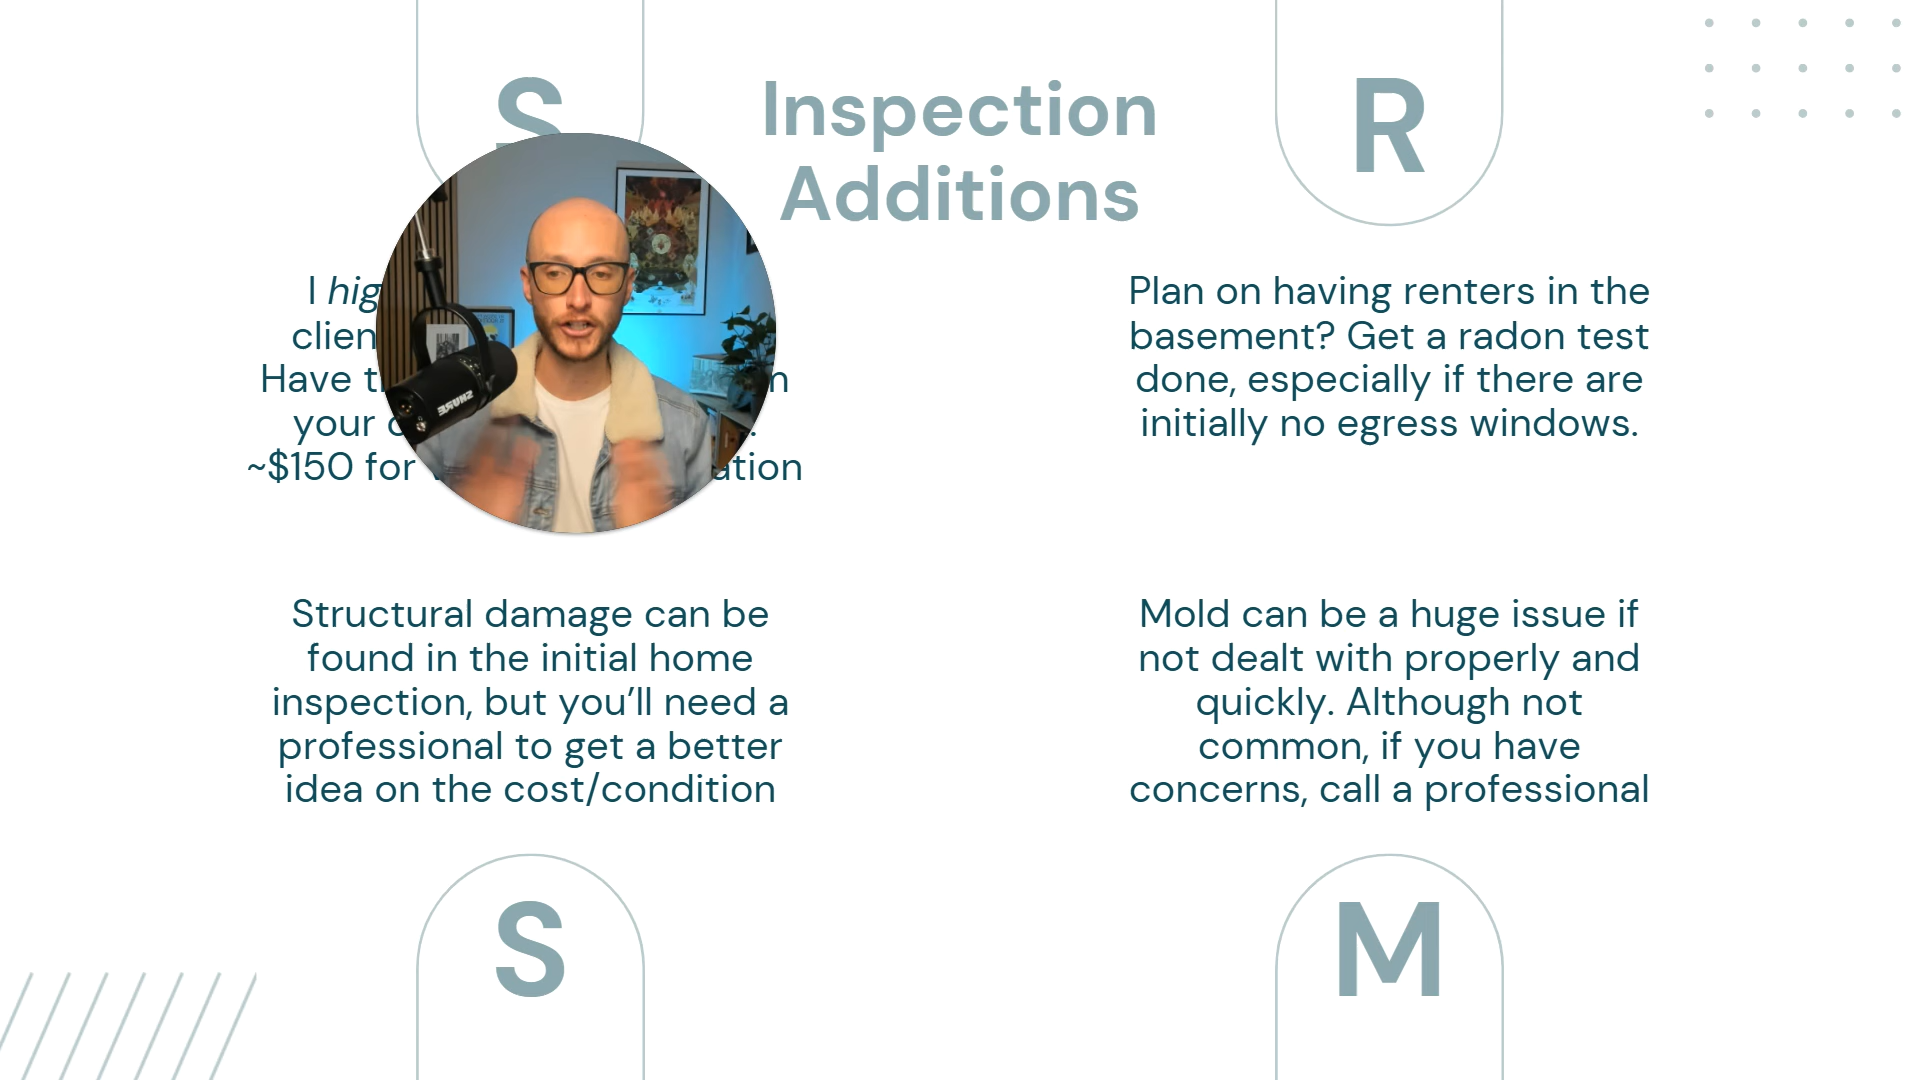 S
Inspection
Additions
R
I
Have
your
~$150 for
Plan on having renters in the
basement? Get a radon test
done, especially if there are
initially no egress windows.
SHURE
Structural damage can be
found in the initial home
inspection, but you’ll need a
professional to get a better
idea on the cost/condition
Mold can be a huge issue if
not dealt with properly and
quickly. Although not
common, if you have
concerns, call a professional
S
M